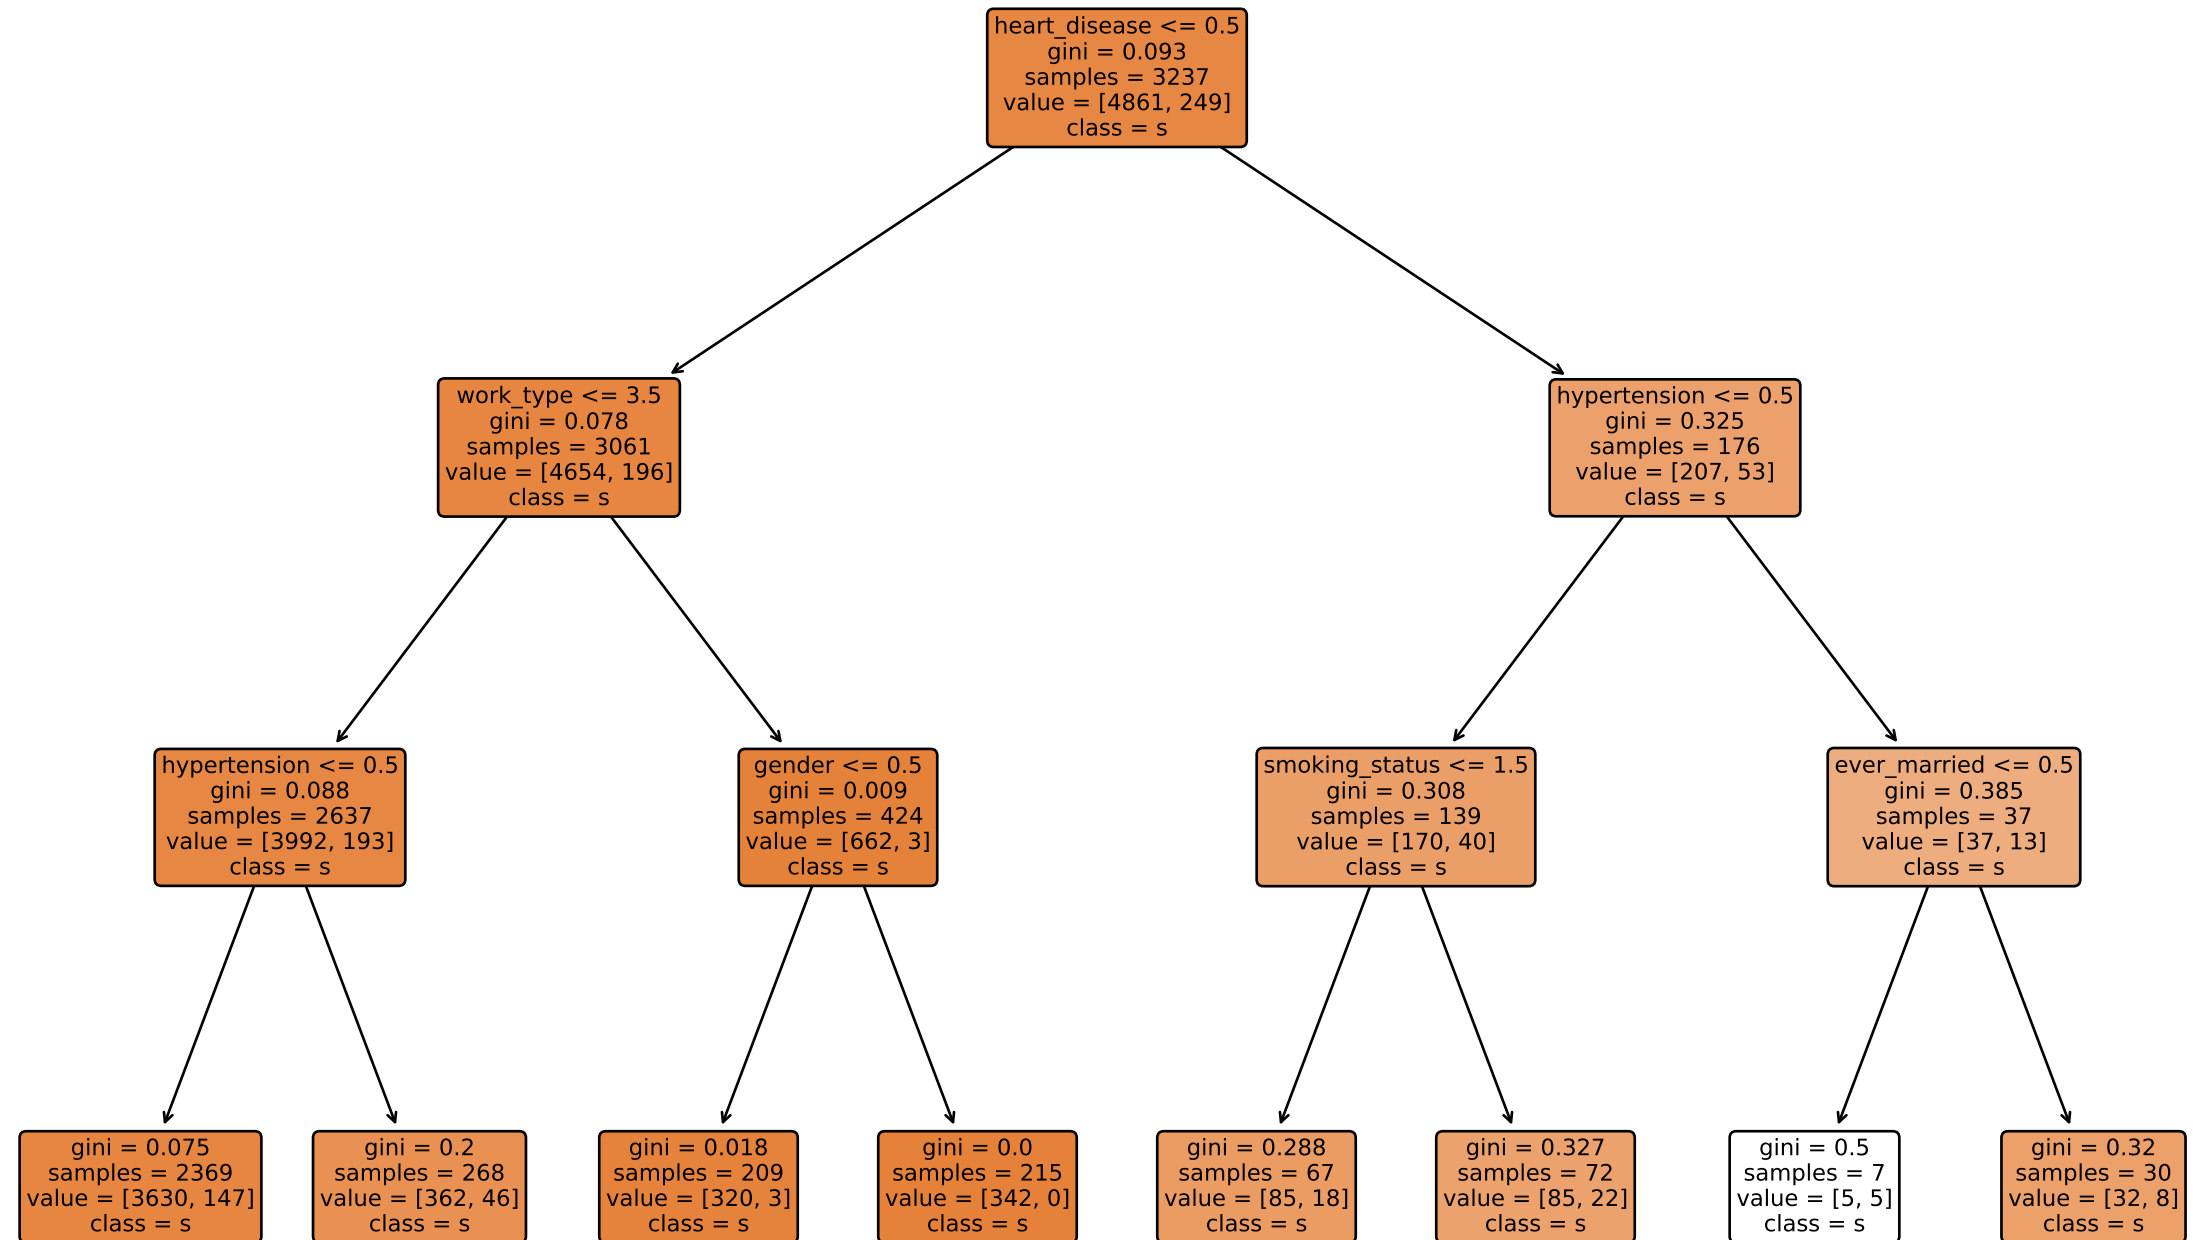 heart_disease <= 0.5
gini = 0.093
samples = 3237
value = [4861, 249]
class = s
work_type <= 3.5
gini = 0.078
samples = 3061
value = [4654, 196]
class = s
hypertension <= 0.5
gini = 0.325
samples = 176
value = [207, 53]
class = s
hypertension <= 0.5
gini = 0.088
samples = 2637
value = [3992, 193]
class = s
gender <= 0.5
gini = 0.009
samples = 424
value = [662, 3]
class = s
smoking_status <= 1.5
gini = 0.308
samples = 139
value = [170, 40]
class = s
ever_married <= 0.5
gini = 0.385
samples = 37
value = [37, 13]
class = s
gini = 0.075
samples = 2369
value = [3630, 147]
class = s
gini = 0.2
samples = 268
value = [362, 46]
class = s
gini = 0.018
samples = 209
value = [320, 3]
class = s
gini = 0.0
samples = 215
value = [342, 0]
class = s
gini = 0.288
samples = 67
value = [85, 18]
class = s
gini = 0.327
samples = 72
value = [85, 22]
class = s
gini = 0.5
samples = 7
value = [5, 5]
class = s
gini = 0.32
samples = 30
value = [32, 8]
class = s